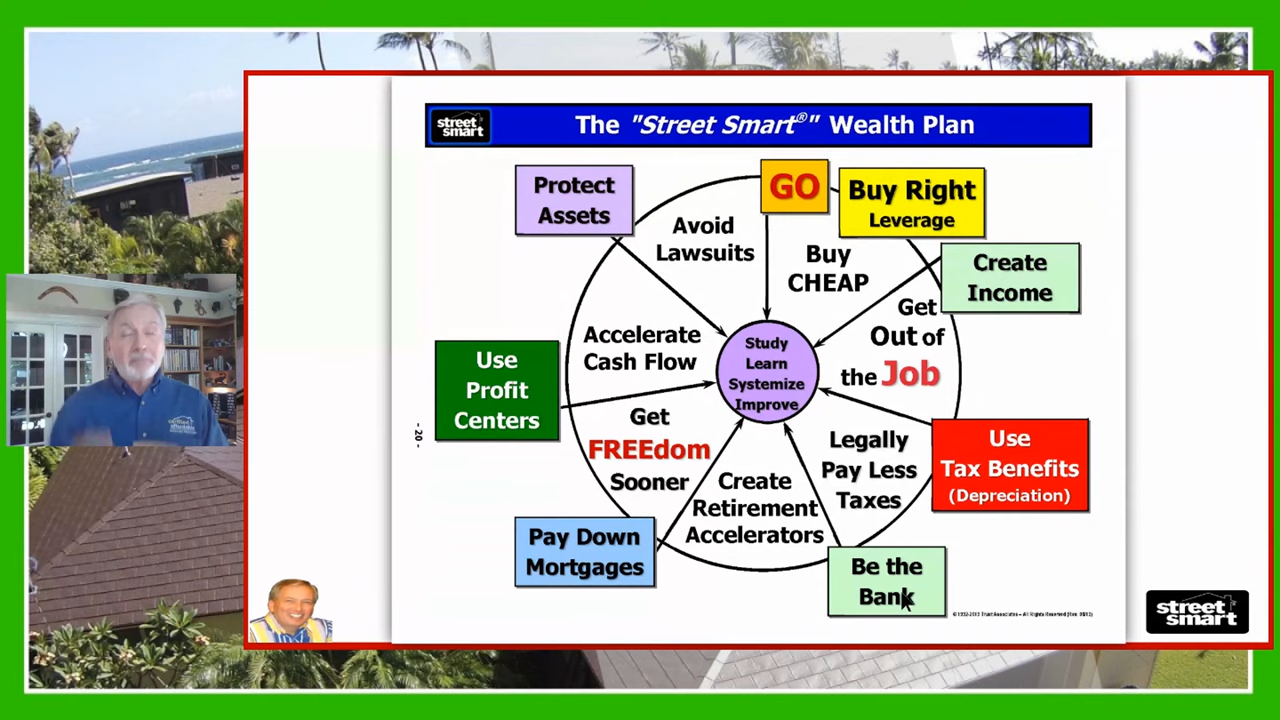 street
smart
The "Street Smart®" Wealth Plan
Protect
Assets
GO
Buy Right
Leverage
Avoid
Lawsuits
Buy
CHEAP
Create
Income
Get
Out of
the Job
Accelerate
Cash Flow
Study
Learn
Systemize
Improve
Use
Profit
Centers
Get
FREEdom
Sooner
Legally
Pay Less
Taxes
Use
Tax Benefits
(Depreciation)
Create
Retirement
Accelerators
Pay Down
Mortgages
Be the
Bank
- 20 -
street
smart